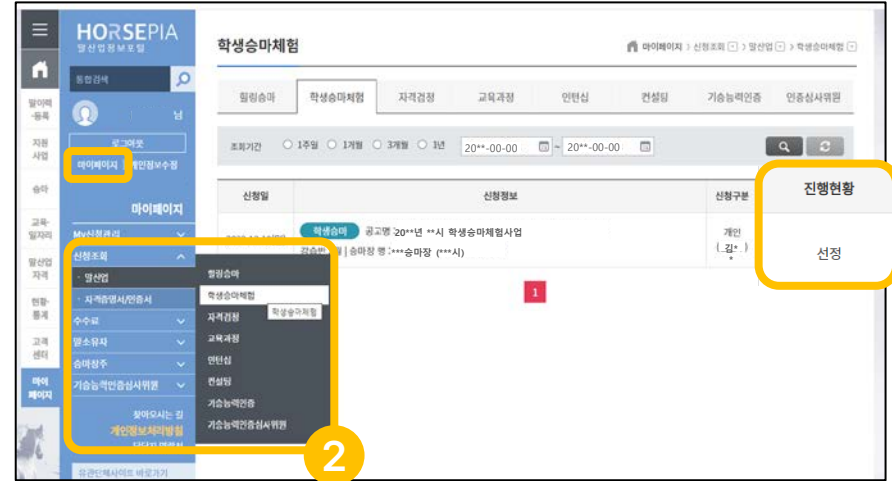 HORSEPIA
말산업정보포털
통합검색
님
로그아웃
마이페이지 개인정보수정
마이페이지
My신청관리
신청조회
· 말산업
· 자격증명서/인증서
수수료
말소유자
승마장주
기승능력인증심사위원
찾아오시는 길
개인정보처리방침
유관단체사이트 바로가기
말이력
-등록
지원
사업
승마
교육·
일자리
말산업
자격
현황·
통계
고객
센터
마이
페이지
힐링승마
학생승마체험
학생승마체험
자격검정
교육과정
인턴십
컨설팅
기승능력인증
기승능력인증심사위원
2
학생승마체험
마이페이지 > 신청조회 > 말산업 > 학생승마체험
힐링승마 학생승마체험 자격검정 교육과정 인턴십 컨설팅 기승능력인증 인증심사위원
조회기간 1주일 1개월 3개월 1년 20**-00-00 ~ 20**-00-00
신청일 신청정보 신청구분 진행현황
학생승마 공고명 : 20**년 **시 학생승마체험사업
| 승마장 명 : ***승마장 (***시)
개인
( 김* )
*
선정
1